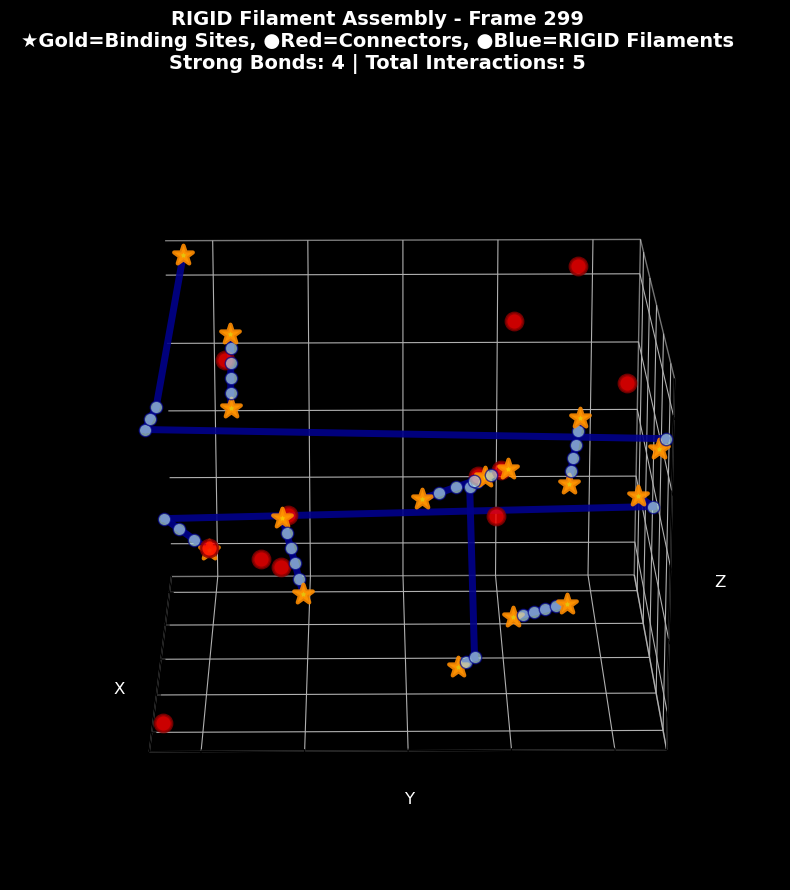 RIGID Filament Assembly - Frame 299
★Gold=Binding Sites, ●Red=Connectors, ●Blue=RIGID Filaments
Strong Bonds: 4 | Total Interactions: 5
Z
X
Y